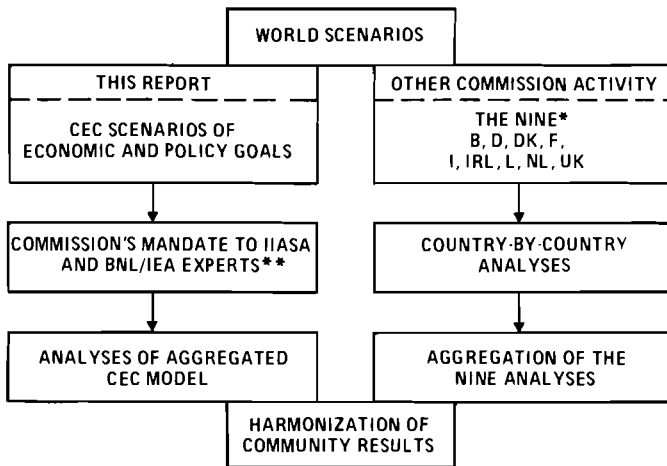 WORLD SCENARIOS
THIS REPORT
CEC SCENARIOS OF
ECONOMIC AND POLICY GOALS
COMMISSION'S MANDATE TO IIASA
AND BNL/IEA EXPERTS**
ANALYSES OF AGGREGATED
CEC MODEL
OTHER COMMISSION ACTIVITY
THE NINE*
B, D, DK, F,
I, IRL, L, NL, UK
COUNTRY-BY-COUNTRY
ANALYSES
AGGREGATION OF THE
NINE ANALYSES
HARMONIZATION OF
COMMUNITY RESULTS